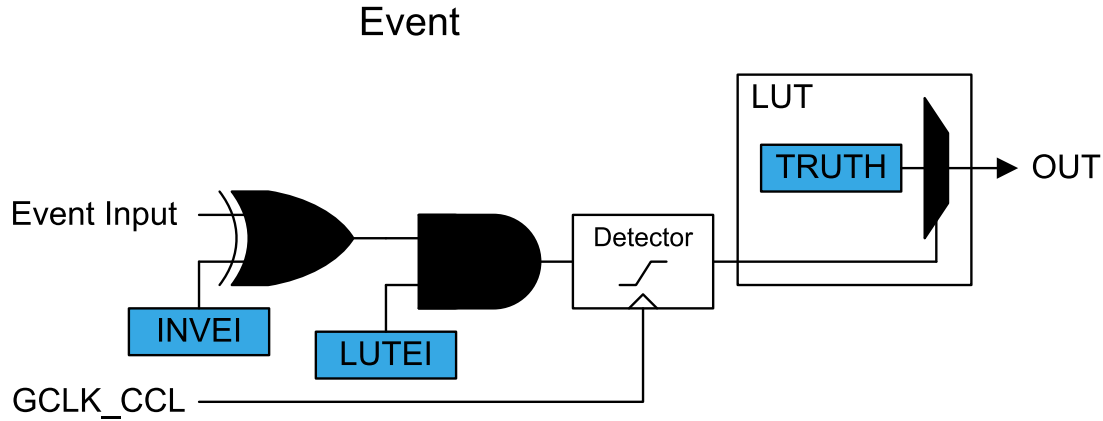 Event
LUT
TRUTH
OUT
Event Input
Detector
INVEI
LUTEI
GCLK_CCL